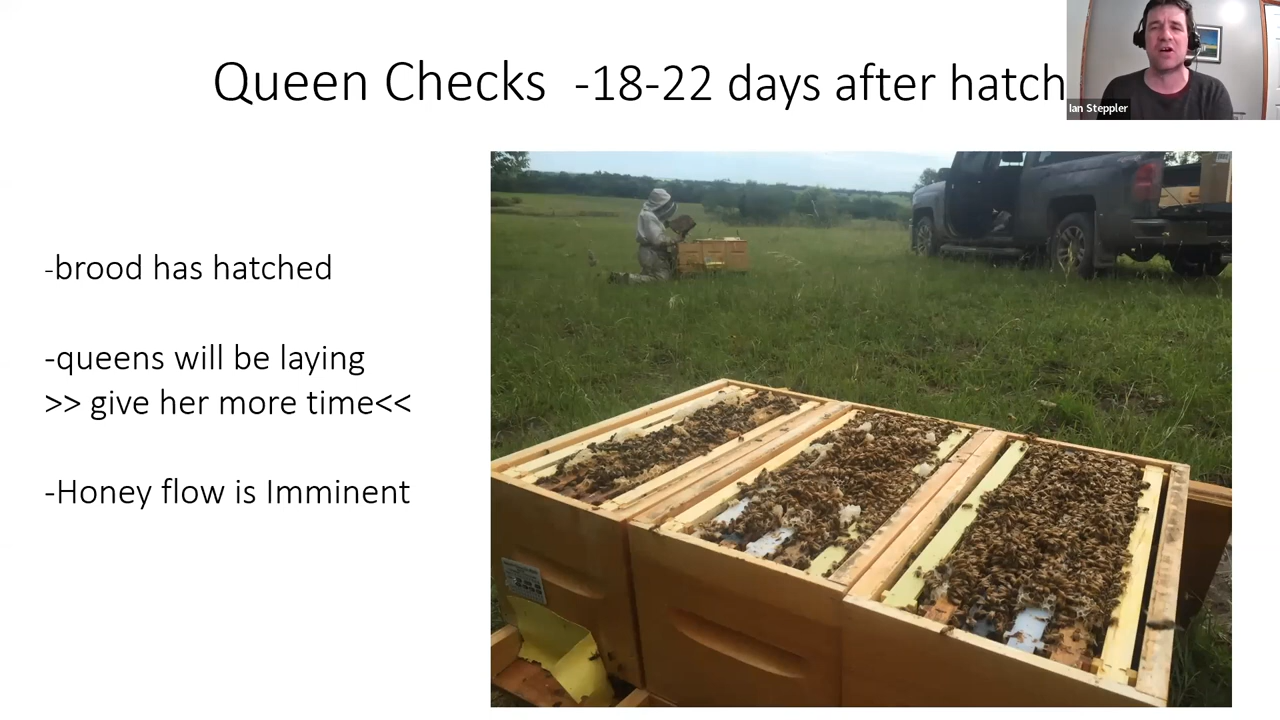 Queen Checks -18-22 days after hatch
Ian Steppler
-brood has hatched
-queens will be laying
>> give her more time<<
-Honey flow is Imminent